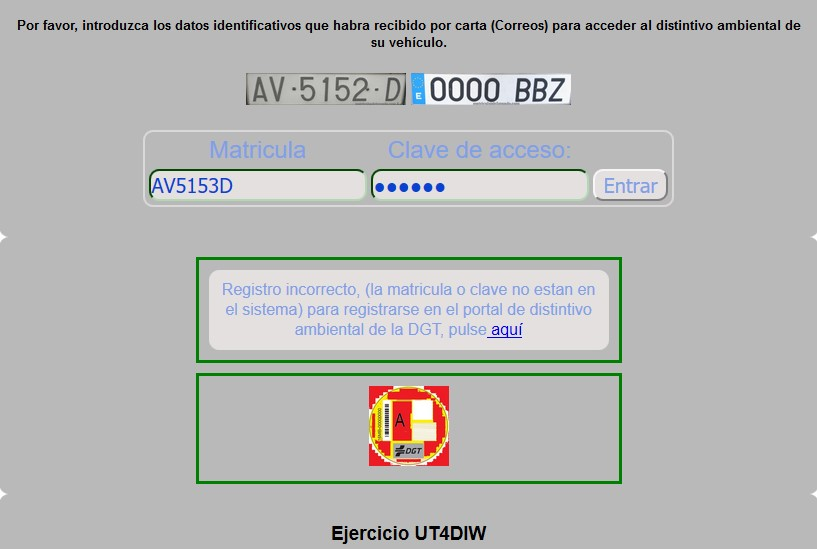 Por favor, introduzca los datos identificativos que habra recibido por carta (Correos) para acceder al distintivo ambiental de
su vehículo.
AV·5152·D E 0000 BBZ
Matricula Clave de acceso:
AV5153D ●●●●●● Entrar
Registro incorrecto, (la matricula o clave no estan en
el sistema) para registrarse en el portal de distintivo
ambiental de la DGT, pulse aquí
A
DGT
Ejercicio UT4DIW